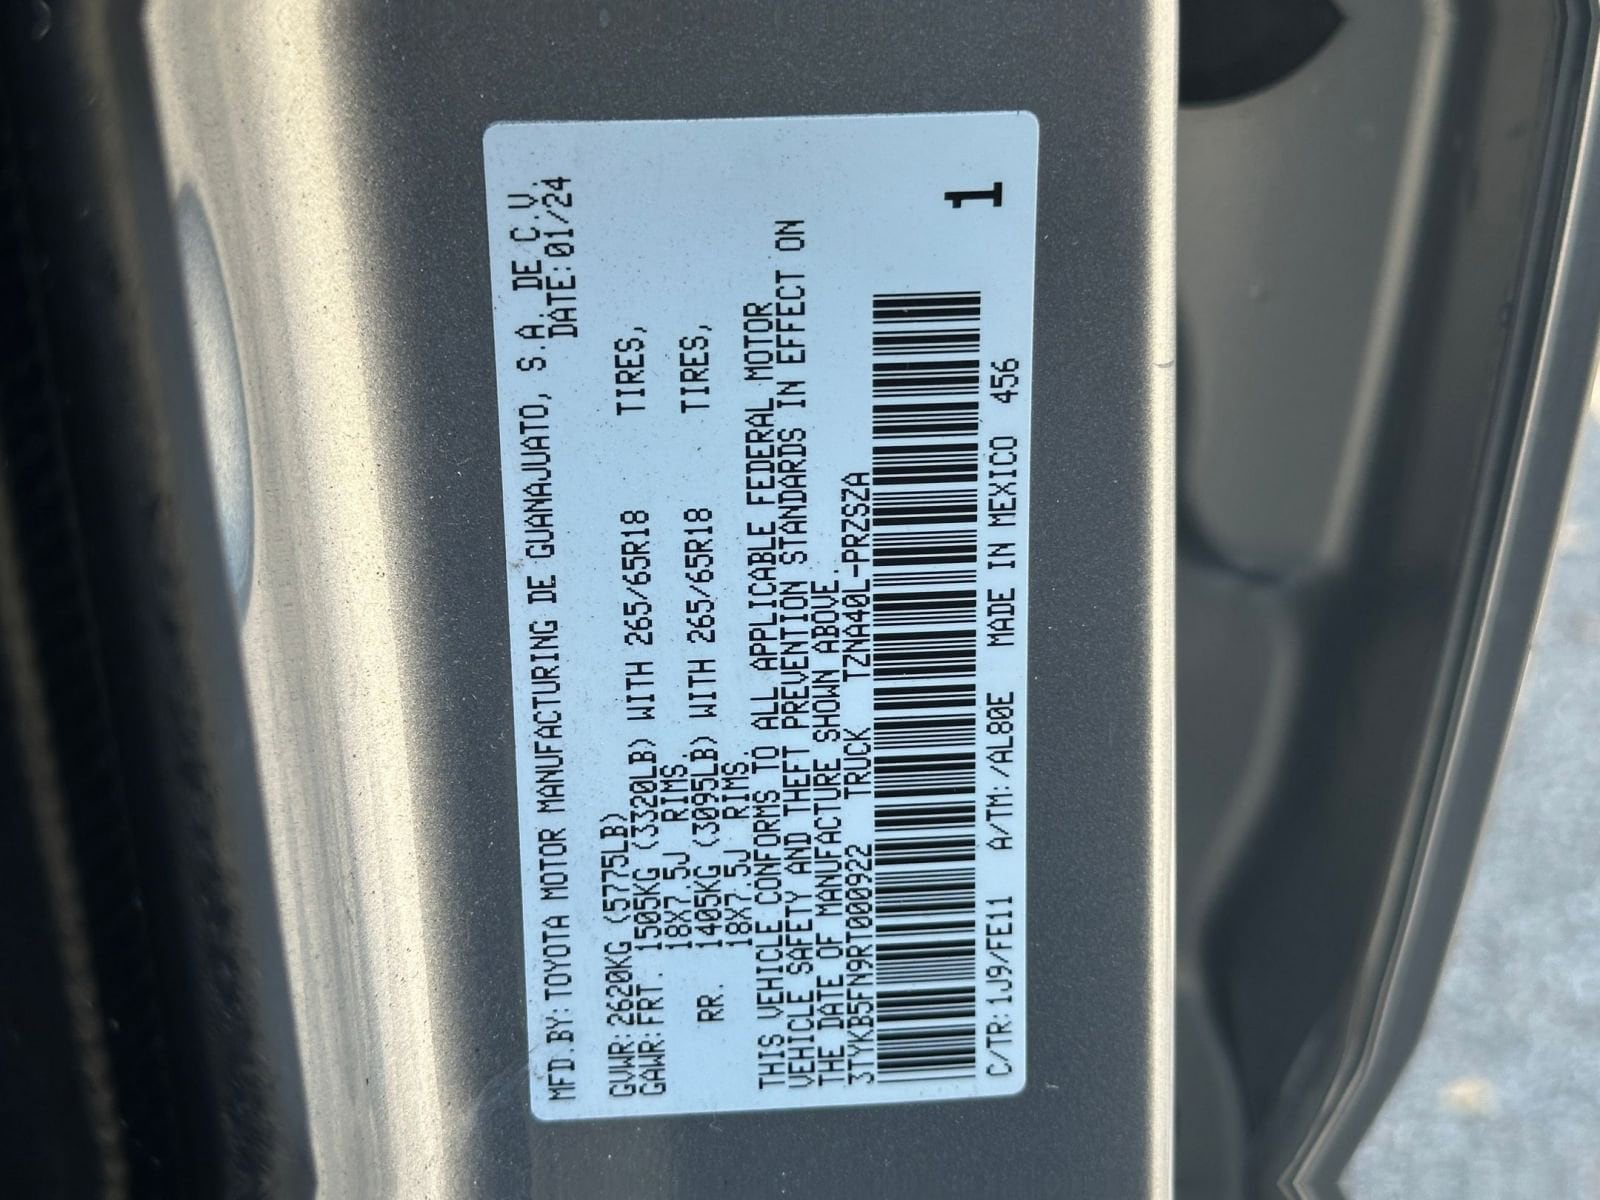 MFD.BY:TOYOTA MOTOR MANUFACTURING DE GUANAJUATO, S.A. DE C.V.
DATE:01/24
GVWR:2620KG (5775LB)
GAWR:FRT. 1505KG (3320LB) WITH 265/65R18 TIRES,
18X7.5J RIMS
RR. 1405KG (3095LB) WITH 265/65R18 TIRES,
18X7.5J RIMS.
THIS VEHICLE CONFORMS TO ALL APPLICABLE FEDERAL MOTOR
VEHICLE SAFETY AND THEFT PREVENTION STANDARDS IN EFFECT ON
THE DATE OF MANUFACTURE SHOWN ABOVE.
3TYKB5FN9RT000922 TRUCK TZNA40L-PRZSZA
C/TR:1J9/FE11 A/TM:/AL80E MADE IN MEXICO 456
1